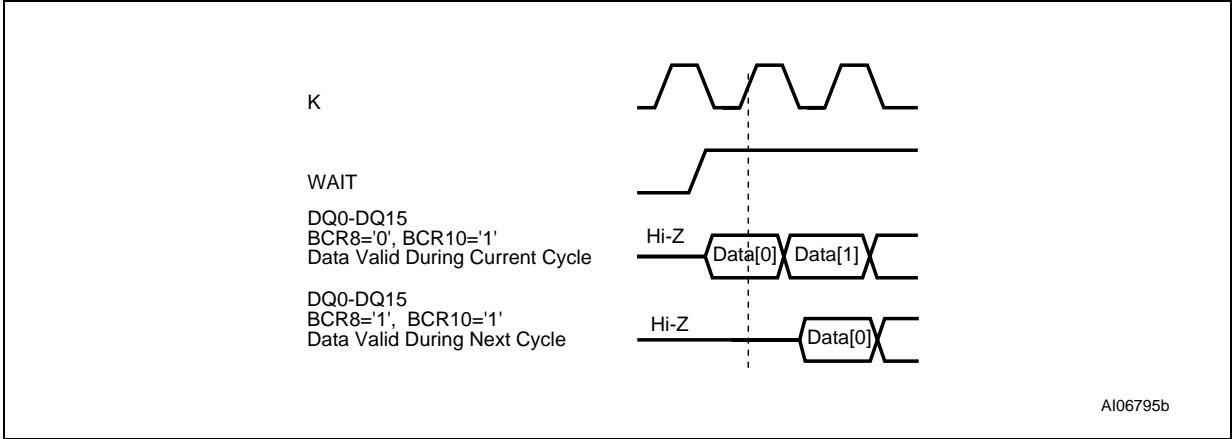 K
WAIT
DQ0-DQ15
BCR8='0', BCR10='1'
Data Valid During Current Cycle
Hi-Z
Data[0]
Data[1]
DQ0-DQ15
BCR8='1', BCR10='1'
Data Valid During Next Cycle
Hi-Z
Data[0]
AI06795b